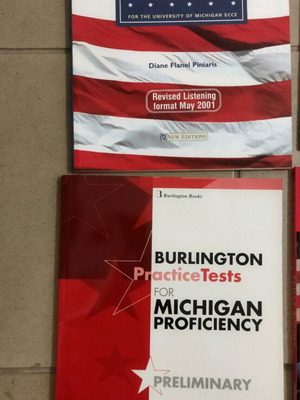 FOR THE UNIVERSITY OF MICHIGAN ECCE
Diane Flanel Piniaris
Revised Listening
format May 2001
NEW EDITIONS
3 Burlington Books
BURLINGTON
PracticeTests
FOR
MICHIGAN
PROFICIENCY
PRELIMINARY